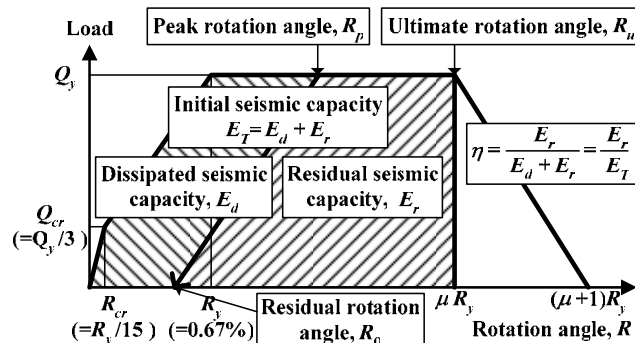 Load
Peak rotation angle, R_p
Ultimate rotation angle, R_u
Q_y
Initial seismic capacity
E_T = E_d + E_r
η = E_r / (E_d + E_r) = E_r / E_T
Dissipated seismic
capacity, E_d
Residual seismic
capacity, E_r
Q_cr
(=Q_y/3)
R_cr
(=R_y/15)
R_y
(=0.67%)
Residual rotation
angle, R_0
μ R_y
(μ+1)R_y
Rotation angle, R